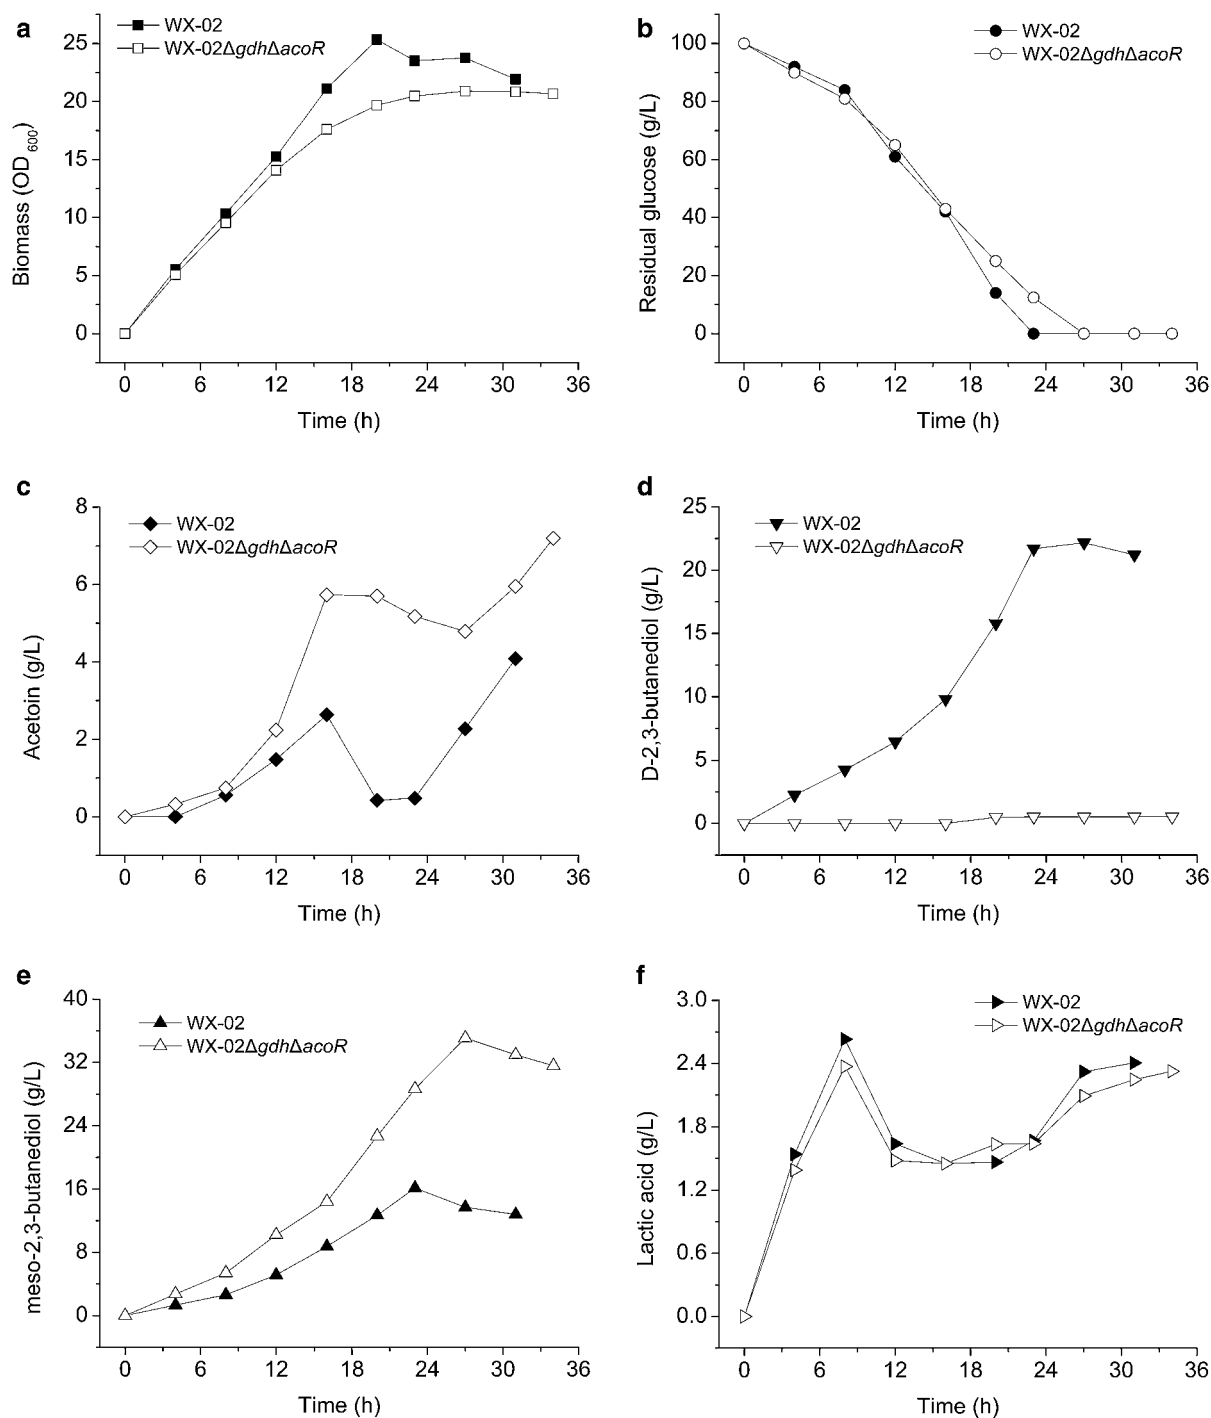 a
WX-02
WX-02ΔgdhΔacoR
25
20
15
10
5
0
Biomass (OD600)
0 6 12 18 24 30 36
Time (h)
b
WX-02
WX-02ΔgdhΔacoR
100
80
60
40
20
0
Residual glucose (g/L)
0 6 12 18 24 30 36
Time (h)
c
WX-02
WX-02ΔgdhΔacoR
8
6
4
2
0
Acetoin (g/L)
0 6 12 18 24 30 36
Time (h)
d
WX-02
WX-02ΔgdhΔacoR
25
20
15
10
5
0
D-2,3-butanediol (g/L)
0 6 12 18 24 30 36
Time (h)
e
WX-02
WX-02ΔgdhΔacoR
40
32
24
16
8
0
meso-2,3-butanediol (g/L)
0 6 12 18 24 30 36
Time (h)
f
WX-02
WX-02ΔgdhΔacoR
3.0
2.4
1.8
1.2
0.6
0.0
Lactic acid (g/L)
0 6 12 18 24 30 36
Time (h)